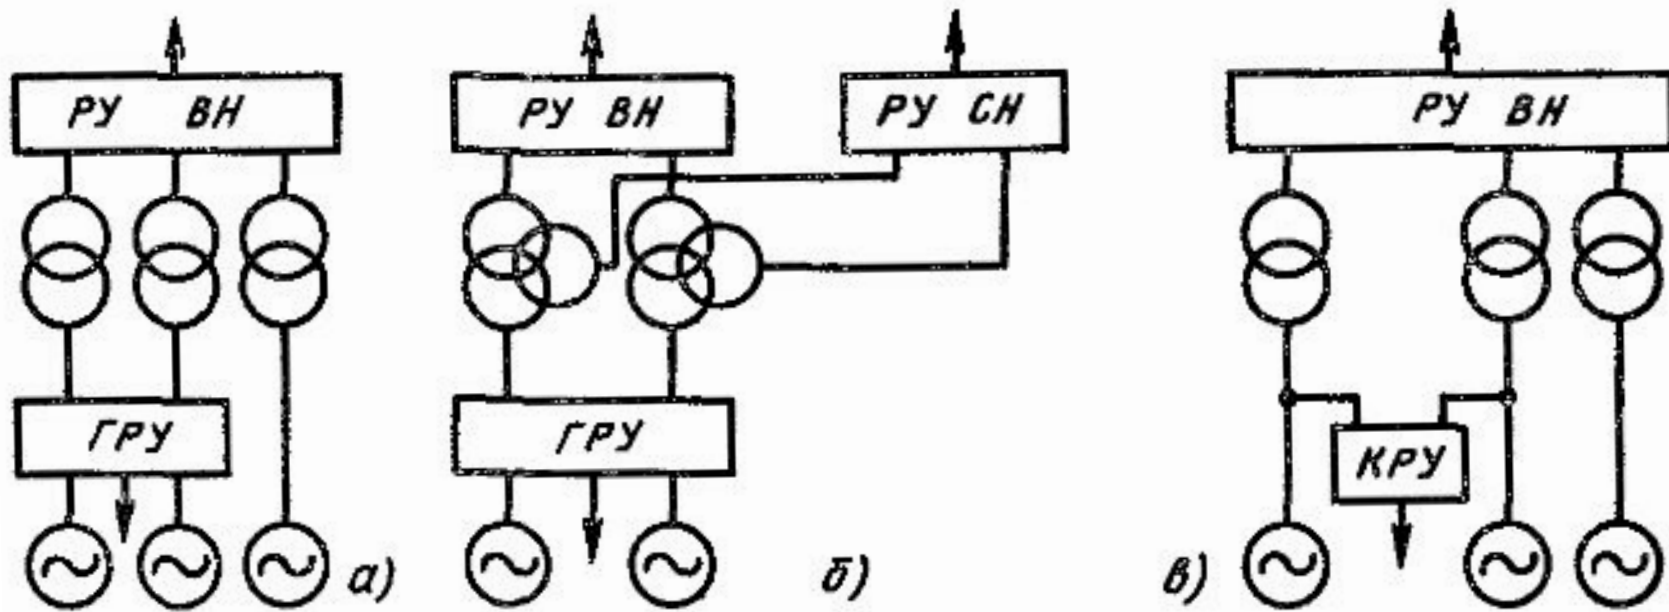 РУ ВН
РУ ВН
РУ СН
РУ ВН
ГРУ
ГРУ
КРУ
а)
б)
в)